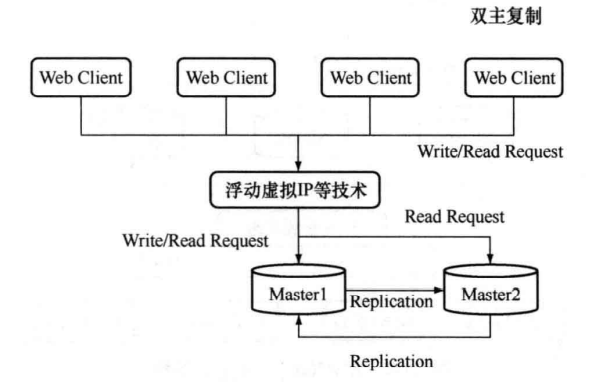 双主复制
Web Client
Web Client
Web Client
Web Client
Write/Read Request
浮动虚拟IP等技术
Read Request
Write/Read Request
Master1
Replication
Master2
Replication